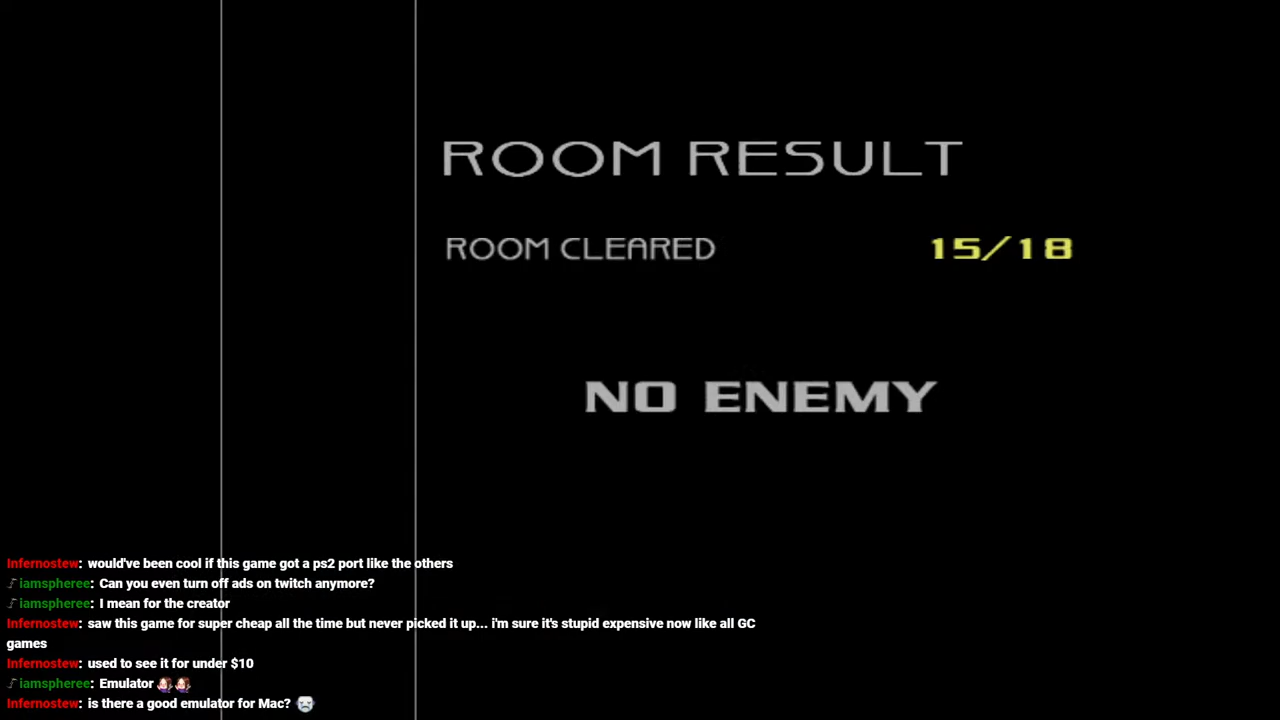 ROOM RESULT
ROOM CLEARED 15/18
NO ENEMY
Infernostew: would've been cool if this game got a ps2 port like the others
iamspheree: Can you even turn off ads on twitch anymore?
iamspheree: I mean for the creator
Infernostew: saw this game for super cheap all the time but never picked it up... i'm sure it's stupid expensive now like all GC
games
Infernostew: used to see it for under $10
iamspheree: Emulator
Infernostew: is there a good emulator for Mac?